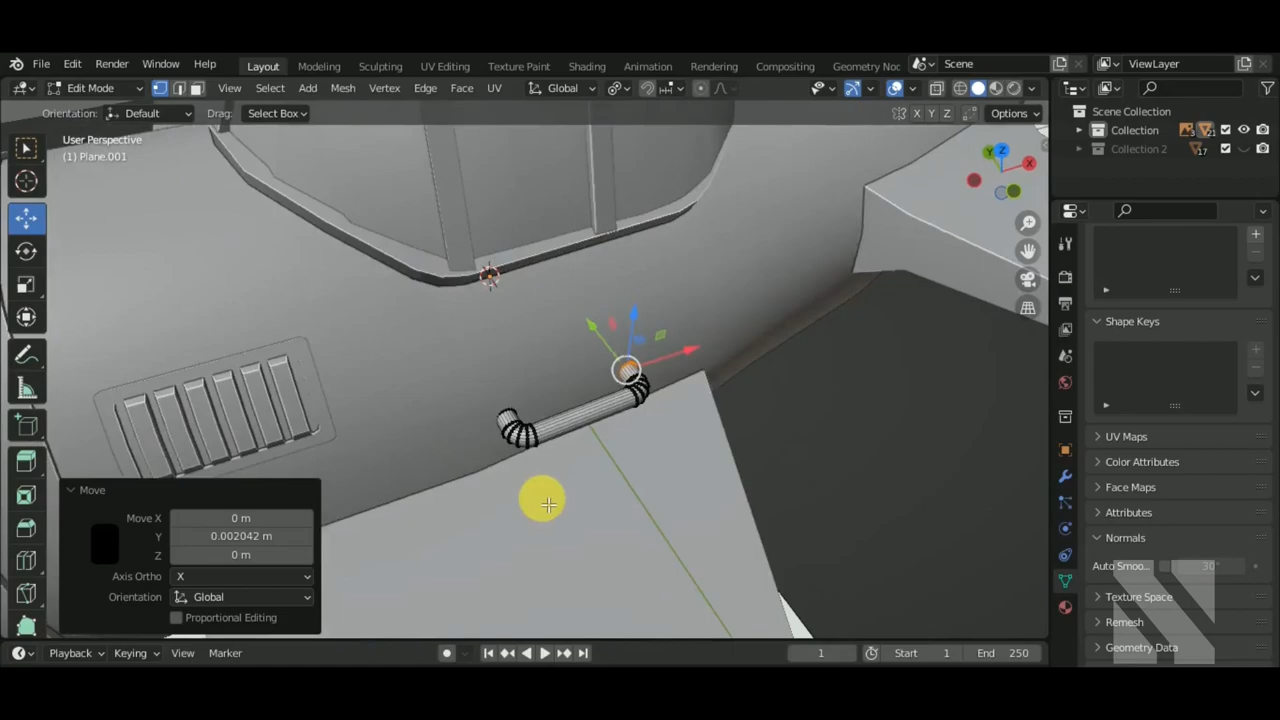 File Edit Render Window Help Layout Modeling Sculpting UV Editing Texture Paint Shading Animation Rendering Compositing Geometry Noc Scene ViewLayer
Edit Mode View Select Add Mesh Vertex Edge Face UV Global
Orientation: Default Drag: Select Box X Y Z Options
User Perspective
(1) Plane.001
Z
Y
X
Scene Collection
Collection 3 21
Collection 2 17
Shape Keys
UV Maps
Color Attributes
Face Maps
Attributes
Normals
Auto Smoo... 30°
Texture Space
Remesh
Geometry Data
Move
Move X 0 m
Y 0.002042 m
Z 0 m
Axis Ortho X
Orientation Global
Proportional Editing
Playback Keying View Marker 1 Start 1 End 250